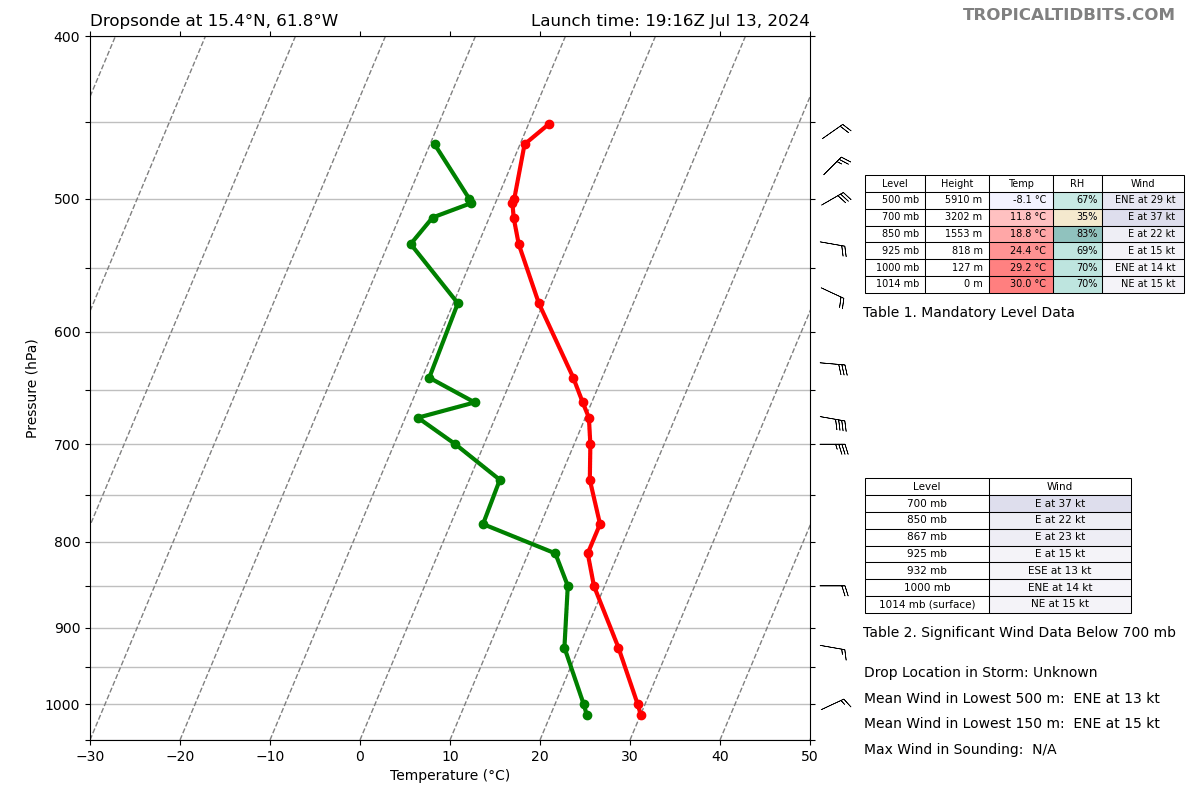 Dropsonde at 15.4°N, 61.8°W Launch time: 19:16Z Jul 13, 2024
TROPICALTIDBITS.COM
400
500
600
700
800
900
1000
Pressure (hPa)
−30 −20 −10 0 10 20 30 40 50
Temperature (°C)
Level Height Temp RH Wind
500 mb 5910 m -8.1 °C 67% ENE at 29 kt
700 mb 3202 m 11.8 °C 35% E at 37 kt
850 mb 1553 m 18.8 °C 83% E at 22 kt
925 mb 818 m 24.4 °C 69% E at 15 kt
1000 mb 127 m 29.2 °C 70% ENE at 14 kt
1014 mb 0 m 30.0 °C 70% NE at 15 kt
Table 1. Mandatory Level Data
Level Wind
700 mb E at 37 kt
850 mb E at 22 kt
867 mb E at 23 kt
925 mb E at 15 kt
932 mb ESE at 13 kt
1000 mb ENE at 14 kt
1014 mb (surface) NE at 15 kt
Table 2. Significant Wind Data Below 700 mb
Drop Location in Storm: Unknown
Mean Wind in Lowest 500 m: ENE at 13 kt
Mean Wind in Lowest 150 m: ENE at 15 kt
Max Wind in Sounding: N/A